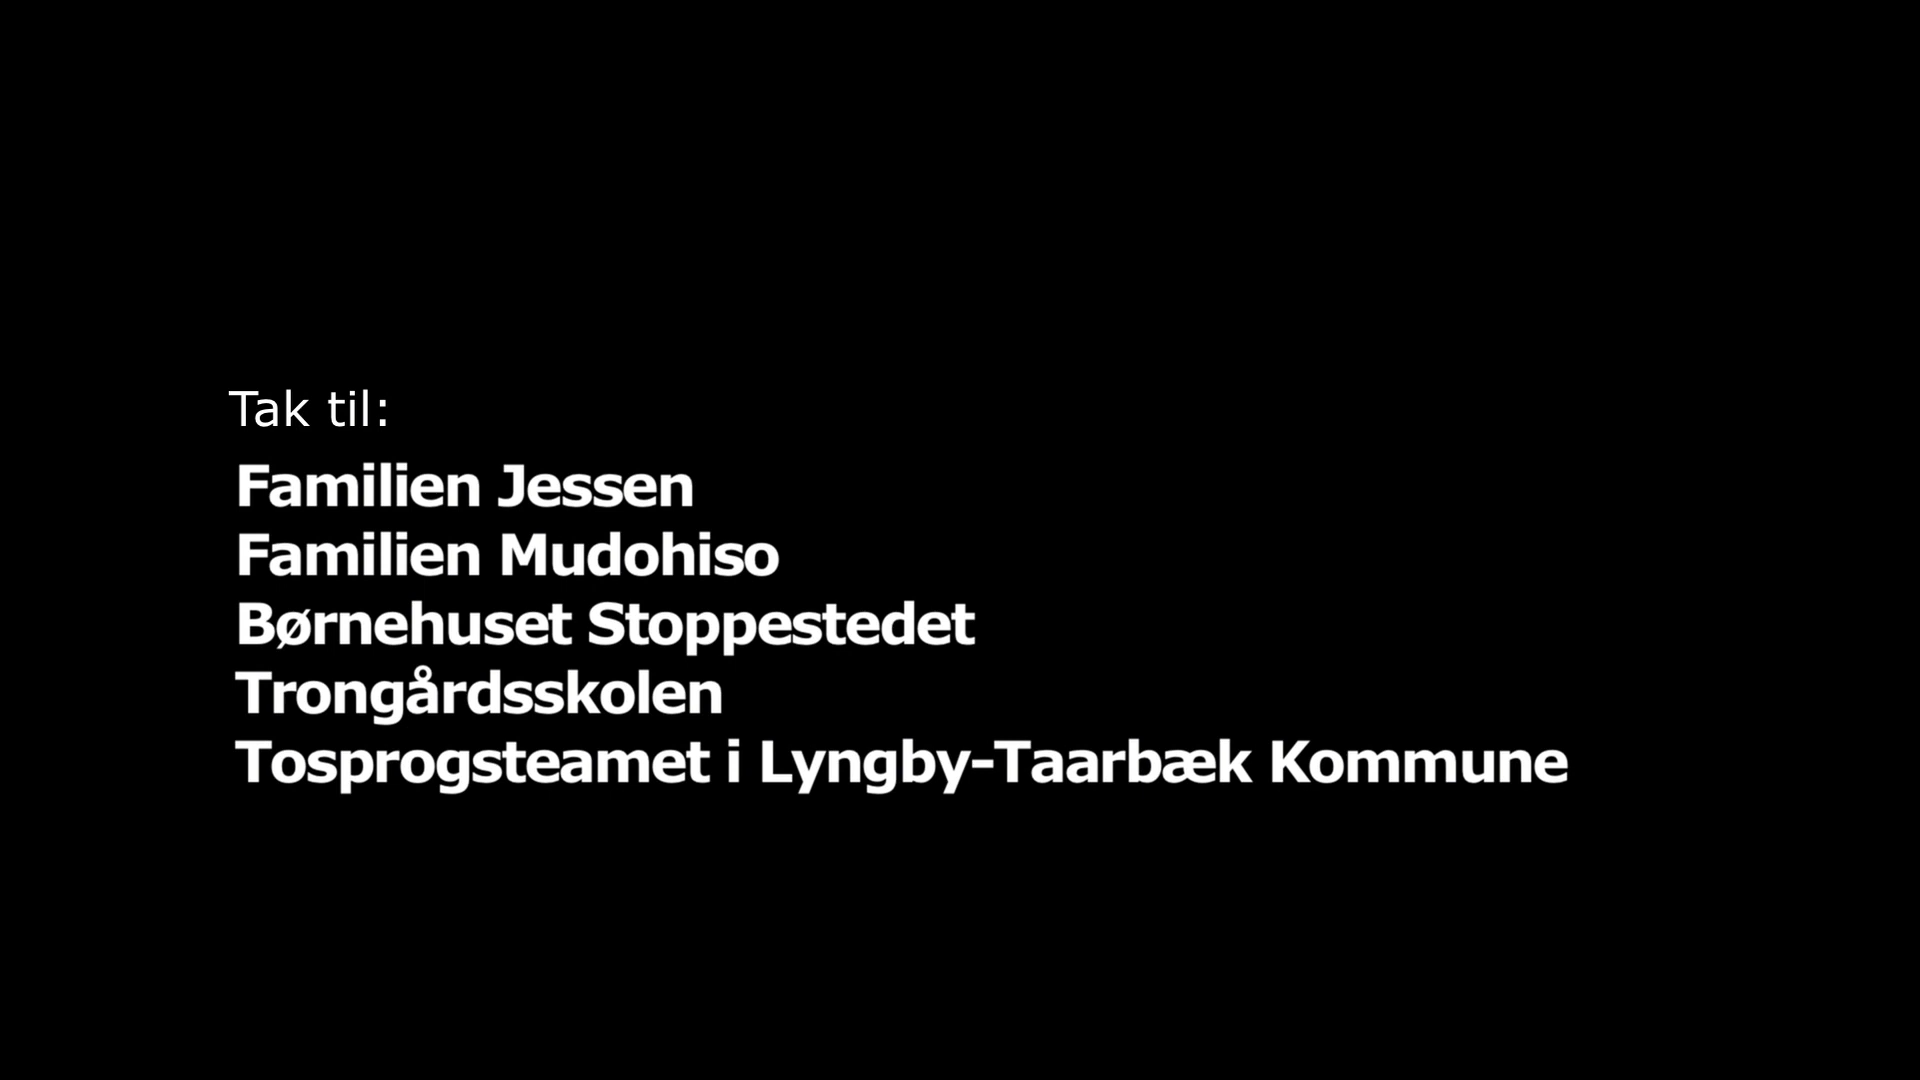 Tak til:
Familien Jessen
Familien Mudohiso
Børnehuset Stoppestedet
Trongårdsskolen
Tosprogsteamet i Lyngby-Taarbæk Kommune